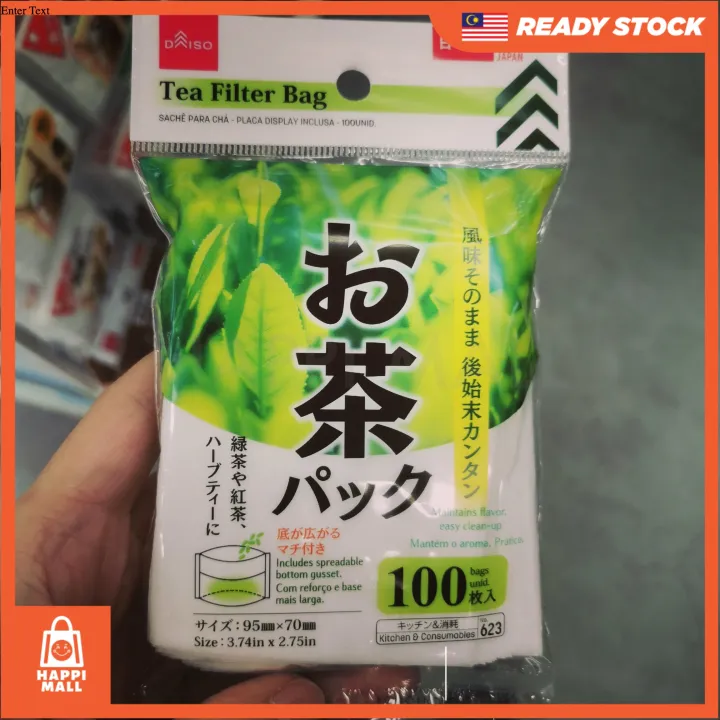 Enter Text
READY STOCK
DAISO
JAPAN
Tea Filter Bag
SACHÊ PARA CHÁ - PLACA DISPLAY INCLUSA - 100UNID.
お茶パック
風味そのまま 後始末カンタン
緑茶や紅茶、
ハーブティーに
Maintains flavor,
easy clean-up
Mantém o aroma. Prático.
底が広がる
マチ付き
Includes spreadable
bottom gusset.
Com reforço e base
mais larga.
100 bags
unid.
枚入
サイズ:95㎜×70㎜
Size : 3.74in x 2.75in
キッチン&消耗
Kitchen & Consumables
No.
623
HAPPI
MALL